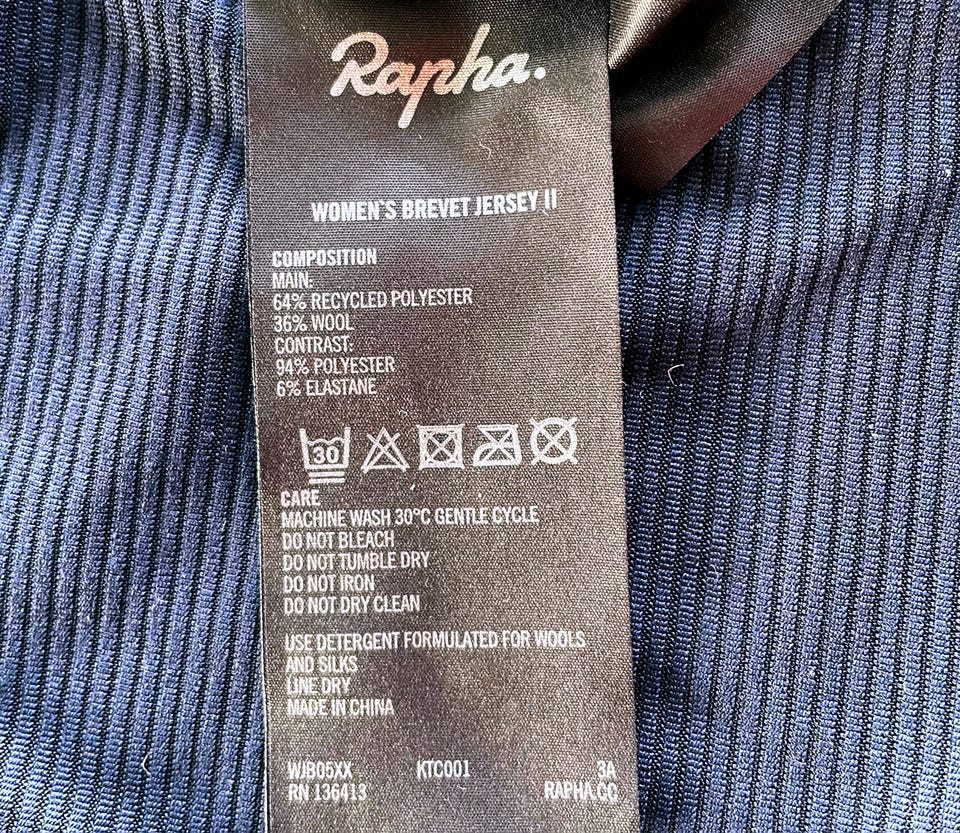 Rapha.
WOMEN'S BREVET JERSEY II
COMPOSITION
MAIN:
64% RECYCLED POLYESTER
36% WOOL
CONTRAST:
94% POLYESTER
6% ELASTANE
30
CARE
MACHINE WASH 30°C GENTLE CYCLE
DO NOT BLEACH
DO NOT TUMBLE DRY
DO NOT IRON
DO NOT DRY CLEAN
USE DETERGENT FORMULATED FOR WOOLS
AND SILKS
LINE DRY
MADE IN CHINA
WJB05XX KTC001 3A
RN 136413 RAPHA.CC